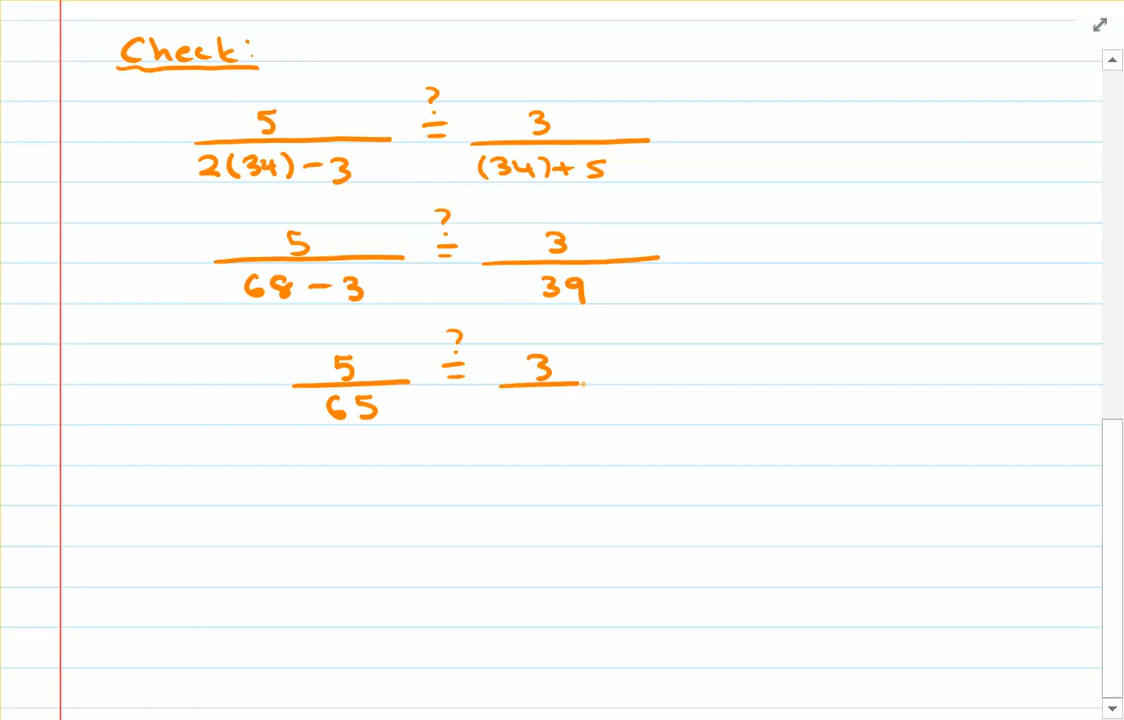 Check:
5 ? 3
2(34) - 3 = (34) + 5
5 ? 3
68 - 3 = 39
5 ? 3
65 =